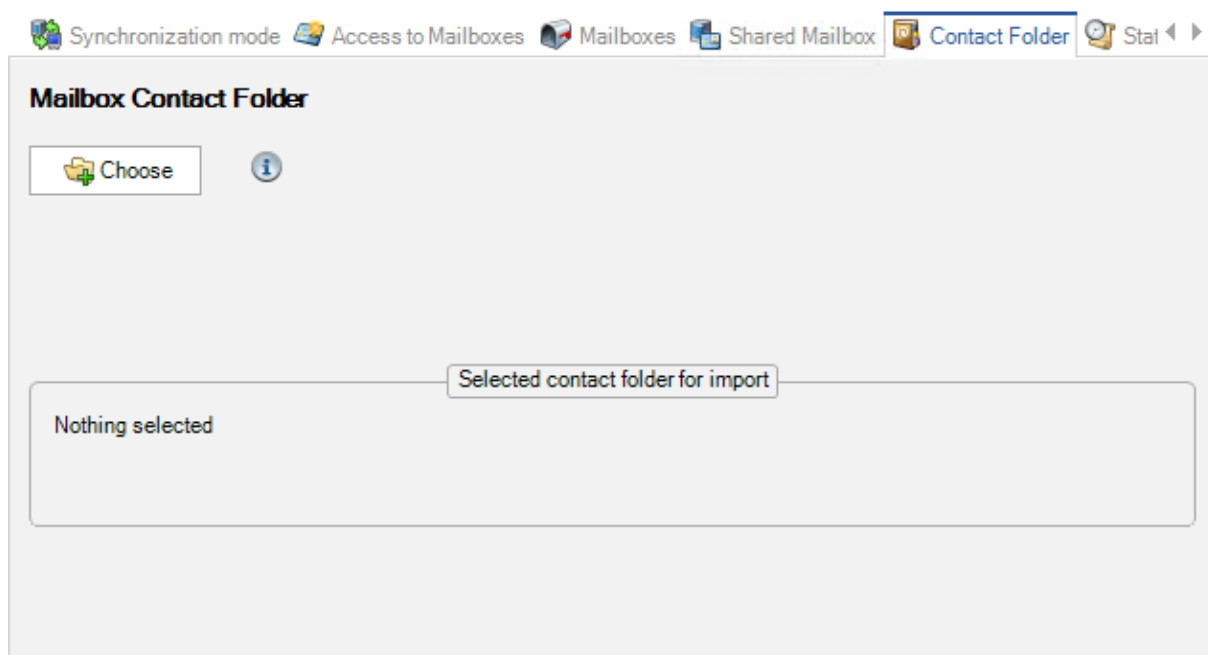 Synchronization mode Access to Mailboxes Mailboxes Shared Mailbox Contact Folder Stat
Mailbox Contact Folder
Choose
Selected contact folder for import
Nothing selected